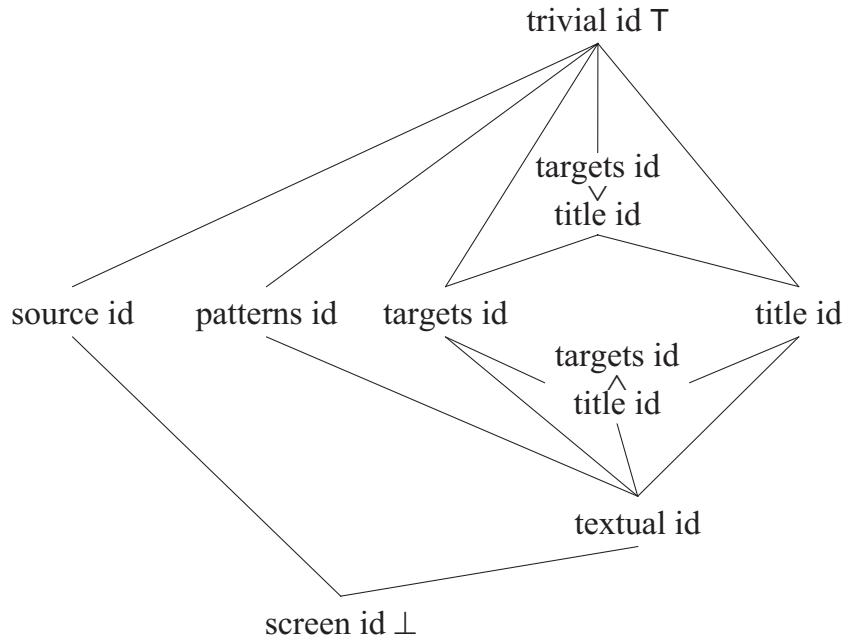 trivial id ⊤
targets id
∨
title id
source id patterns id targets id title id
targets id
∧
title id
textual id
screen id ⊥